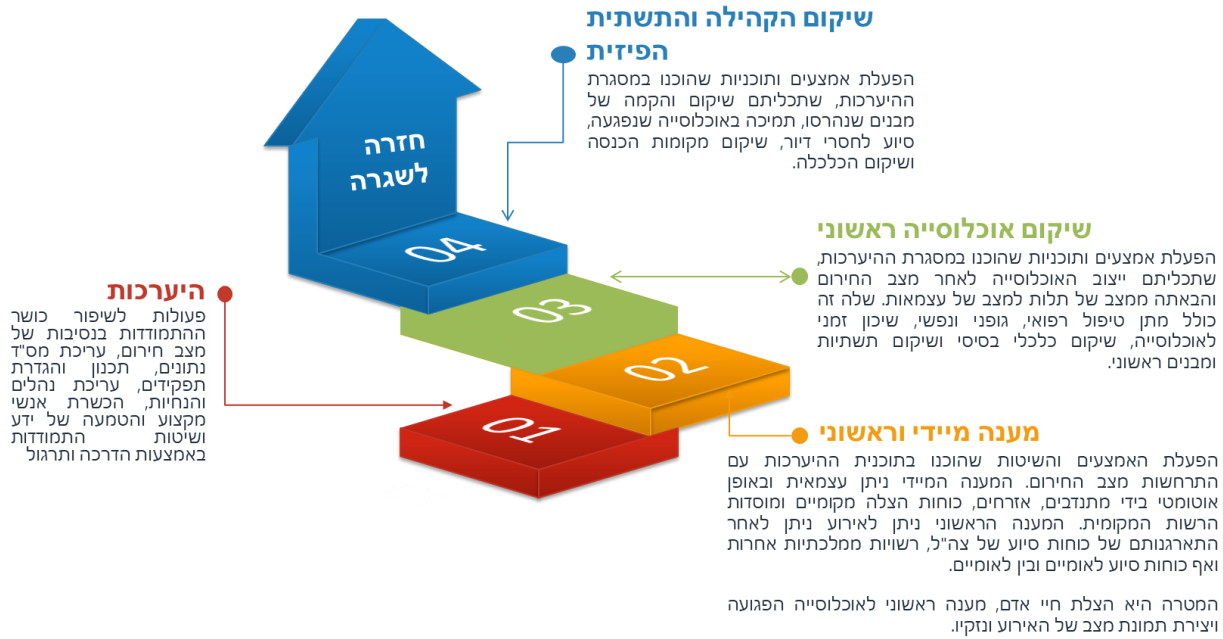 שיקום הקהילה והתשתית
הפיזית
הפעלת אמצעים ותוכניות שהוכנו במסגרת
ההיערכות, שתכליתם שיקום והקמה של
מבנים שנהרסו, תמיכה באוכלוסייה שנפגעה,
סיוע לחסרי דיור, שיקום מקומות הכנסה
ושיקום הכלכלה.
חזרה
לשגרה
04
שיקום אוכלוסייה ראשוני
הפעלת אמצעים ותוכניות שהוכנו במסגרת ההיערכות,
שתכליתם ייצוב האוכלוסייה לאחר מצב החירום
והבאתה ממצב של תלות למצב של עצמאות. שלה זה
כולל מתן טיפול רפואי, גופני ונפשי, שיכון זמני
לאוכלוסייה, שיקום כלכלי בסיסי ושיקום תשתיות
ומבנים ראשוני.
03
היערכות
פעולות לשיפור כושר
ההתמודדות בנסיבות של
מצב חירום, עריכת מס"ד
נתונים, תכנון והגדרת
תפקידים, עריכת נהלים
והנחיות, הכשרת אנשי
מקצוע והטמעה של ידע
ושיטות התמודדות
באמצעות הדרכה ותרגול
02
01
מענה מיידי וראשוני
הפעלת האמצעים והשיטות שהוכנו בתוכנית ההיערכות עם
התרחשות מצב החירום. המענה המיידי ניתן עצמאית ובאופן
אוטומטי בידי מתנדבים, אזרחים, כוחות הצלה מקומיים ומוסדות
הרשות המקומית. המענה הראשוני ניתן לאירוע ניתן לאחר
התארגנותם של כוחות סיוע של צה"ל, רשויות ממלכתיות אחרות
ואף כוחות סיוע לאומיים ובין לאומיים.
המטרה היא הצלת חיי אדם, מענה ראשוני לאוכלוסייה הפגועה
ויצירת תמונת מצב של האירוע ונזקיו.